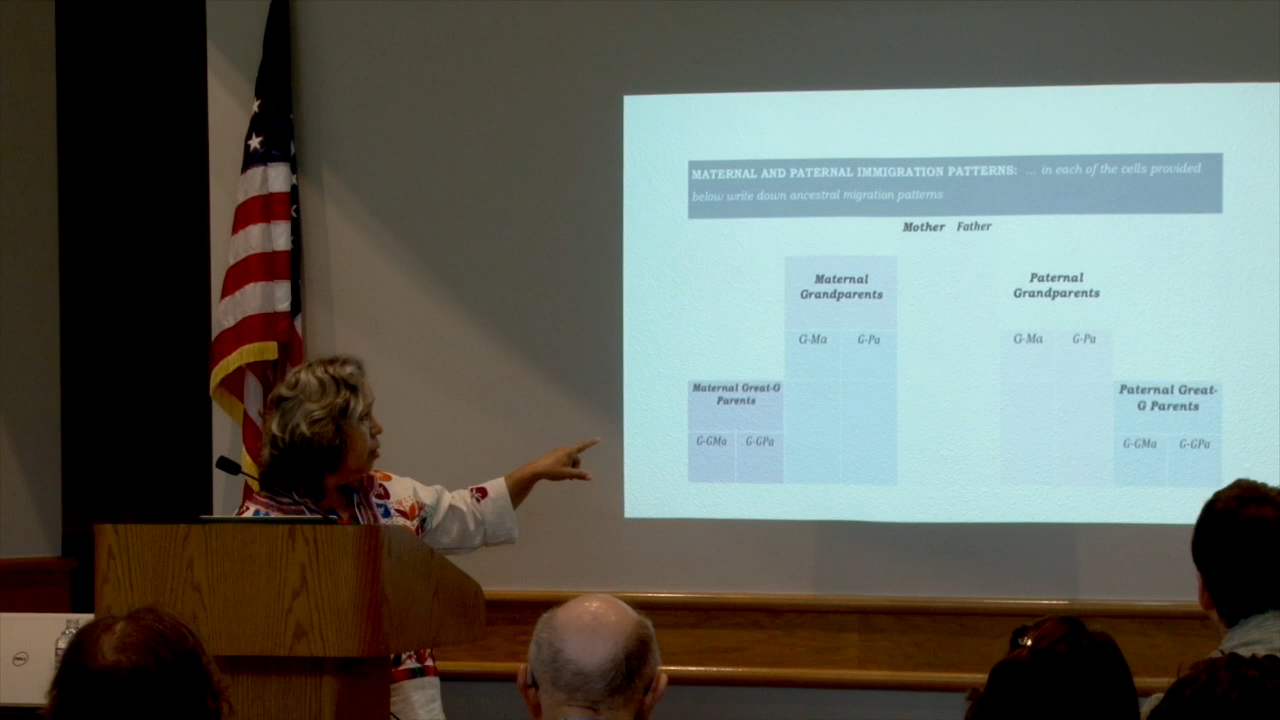 MATERNAL AND PATERNAL IMMIGRATION PATTERNS: ... in each of the cells provided
below write down ancestral migration patterns
Mother Father
Maternal
Grandparents
Paternal
Grandparents
G-Ma G-Pa
G-Ma G-Pa
Maternal Great-G
Parents
Paternal Great-
G Parents
G-GMa G-GPa
G-GMa G-GPa
DELL